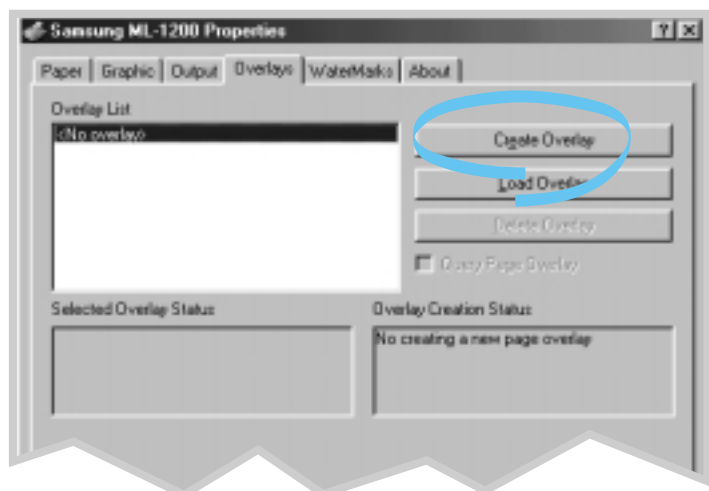 Samsung ML-1200 Properties
Paper Graphic Output Overlays WaterMarks About
Overlay List
<No overlay>
Create Overlay
Load Overlay
Delete Overlay
Query Page Overlay
Selected Overlay Status
Overlay Creation Status
No creating a new page overlay